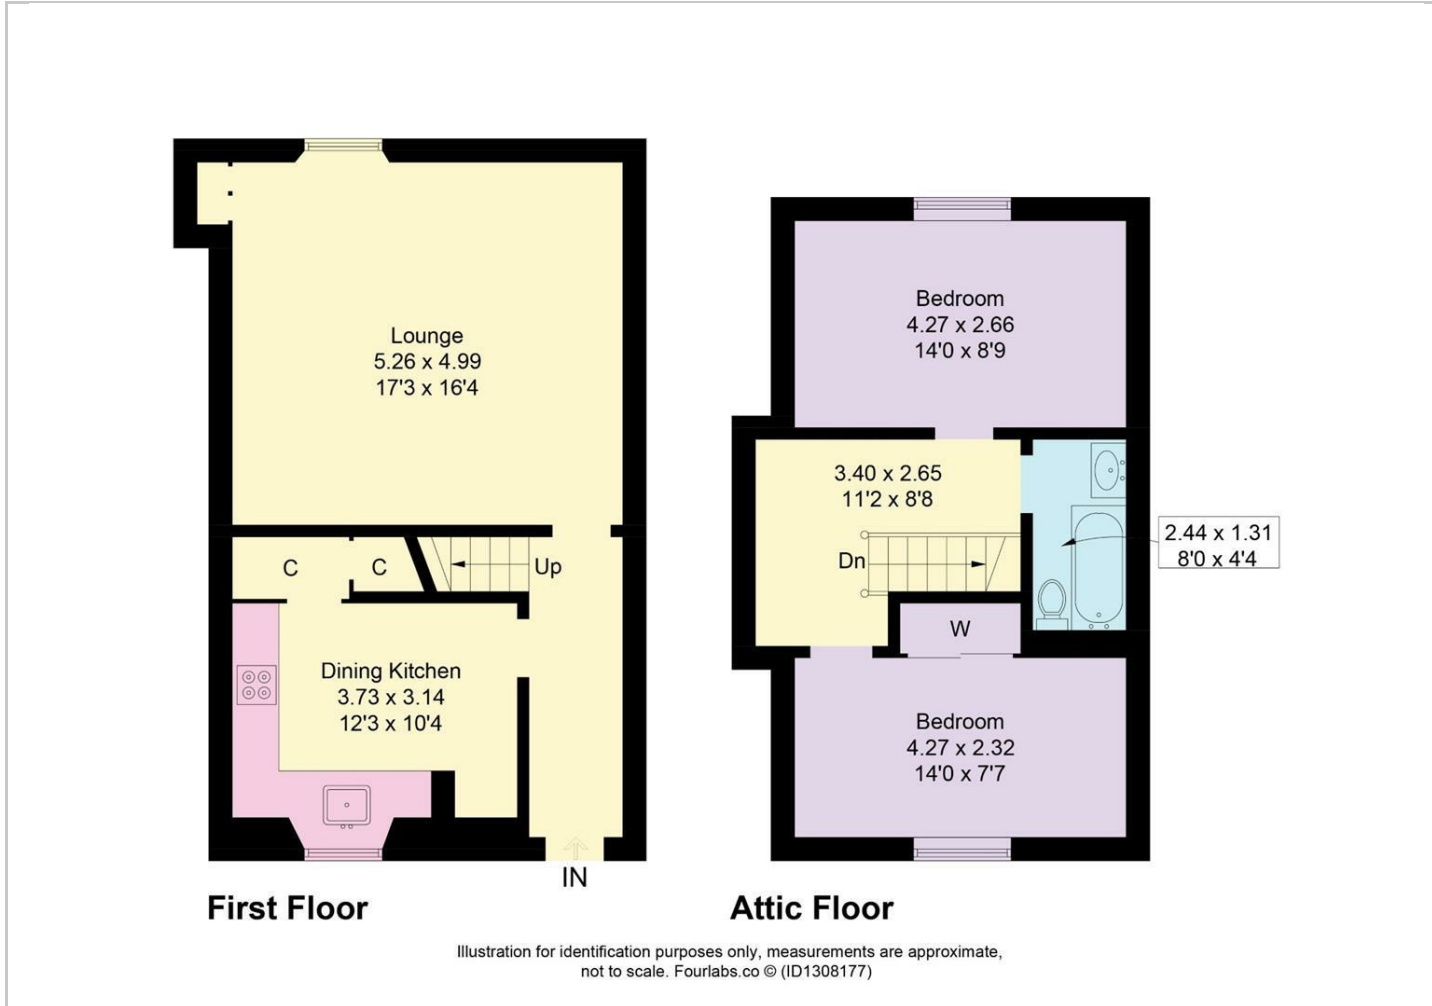 Lounge
5.26 x 4.99
17'3 x 16'4
C
C
Up
Dining Kitchen
3.73 x 3.14
12'3 x 10'4
IN
First Floor
Bedroom
4.27 x 2.66
14'0 x 8'9
3.40 x 2.65
11'2 x 8'8
Dn
2.44 x 1.31
8'0 x 4'4
W
Bedroom
4.27 x 2.32
14'0 x 7'7
Attic Floor
Illustration for identification purposes only, measurements are approximate,
not to scale. Fourlabs.co © (ID1308177)